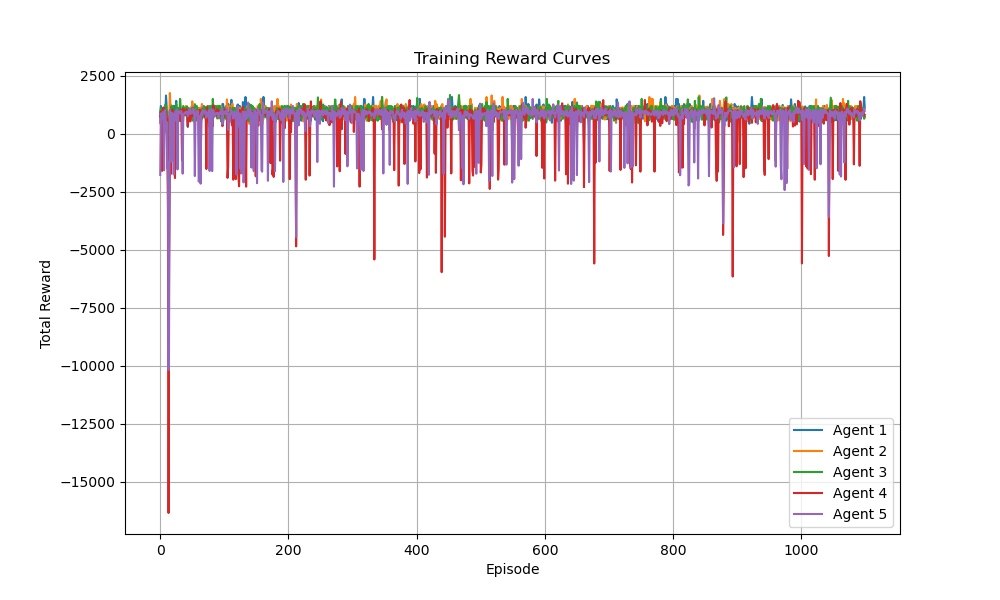 Training Reward Curves
2500
0
−2500
−5000
−7500
−10000
−12500
−15000
Total Reward
0 200 400 600 800 1000
Episode
Agent 1
Agent 2
Agent 3
Agent 4
Agent 5